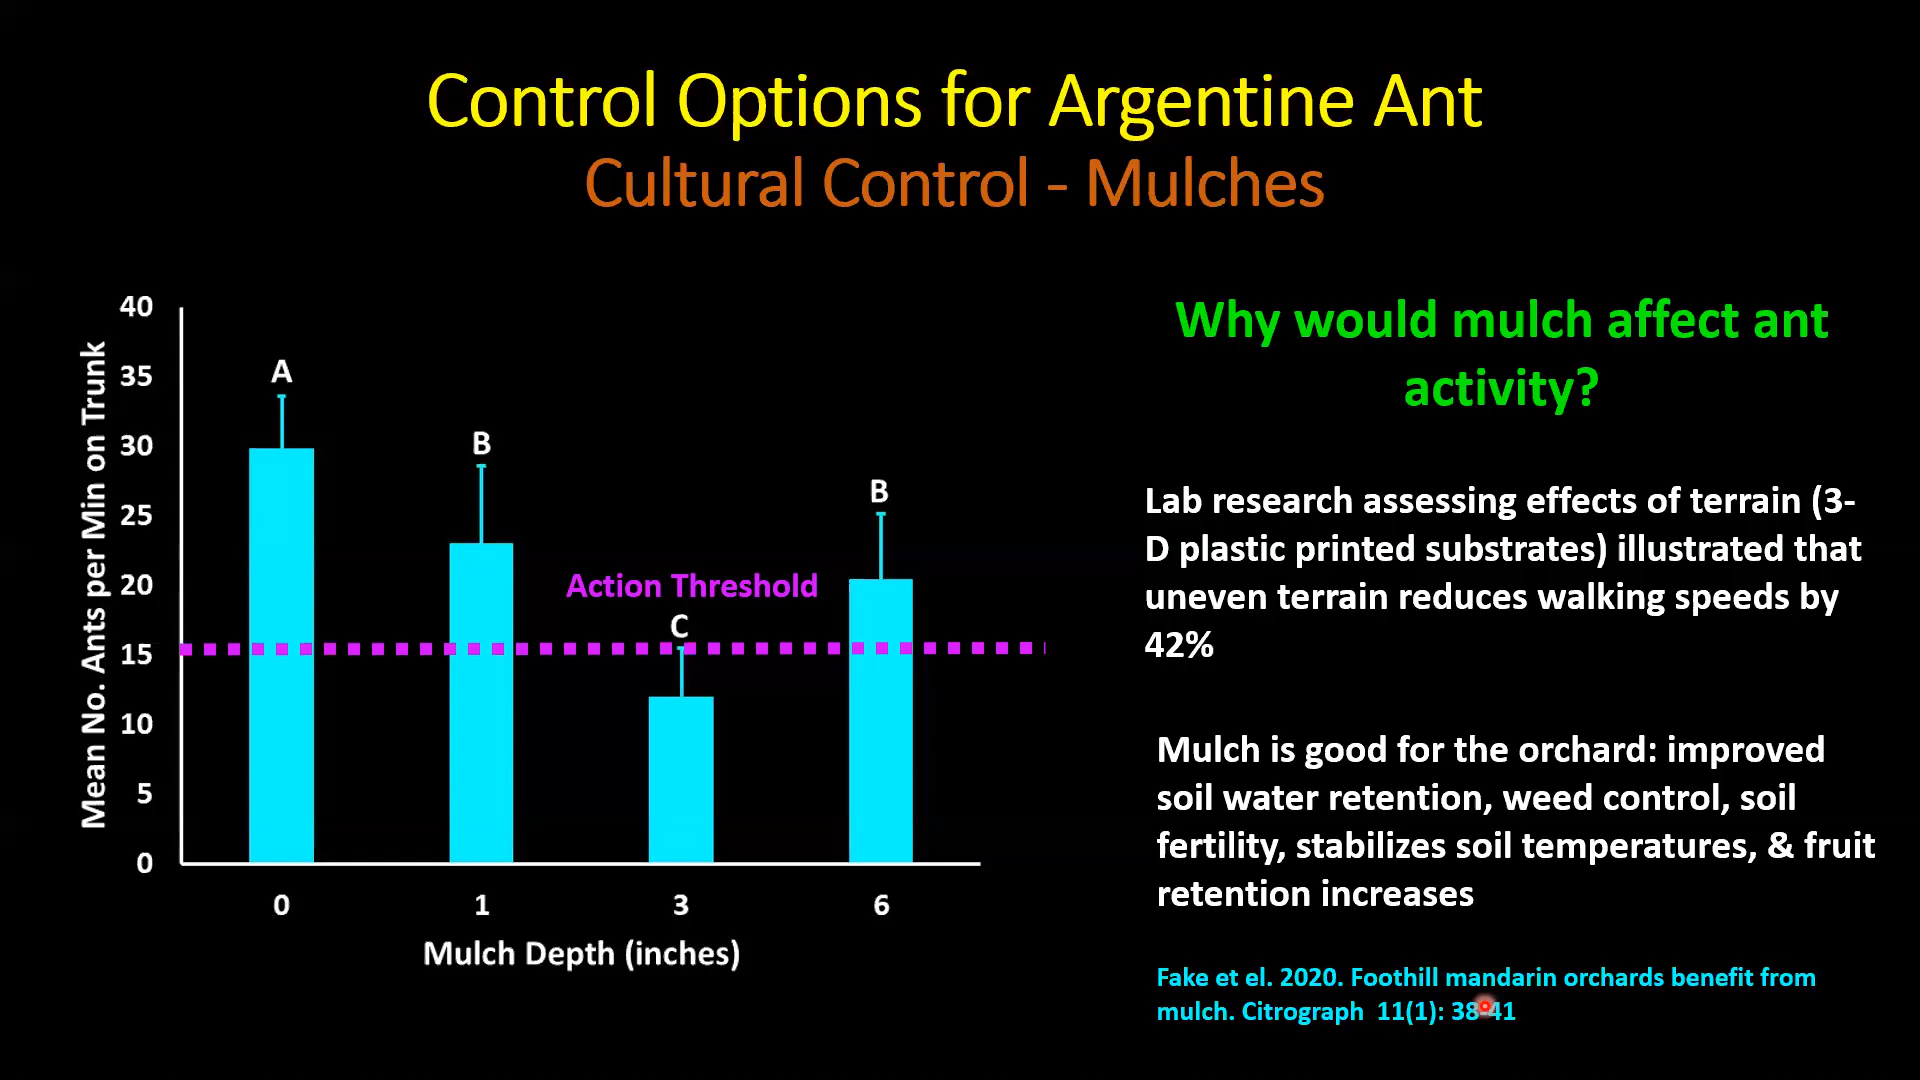 Control Options for Argentine Ant
Cultural Control - Mulches
Mean No. Ants per Min on Trunk
40
35
30
25
20
15
10
5
0
A
B
C
B
Action Threshold
0
1
3
6
Mulch Depth (inches)
Why would mulch affect ant
activity?
Lab research assessing effects of terrain (3-
D plastic printed substrates) illustrated that
uneven terrain reduces walking speeds by
42%
Mulch is good for the orchard: improved
soil water retention, weed control, soil
fertility, stabilizes soil temperatures, & fruit
retention increases
Fake et el. 2020. Foothill mandarin orchards benefit from
mulch. Citrograph 11(1): 38-41